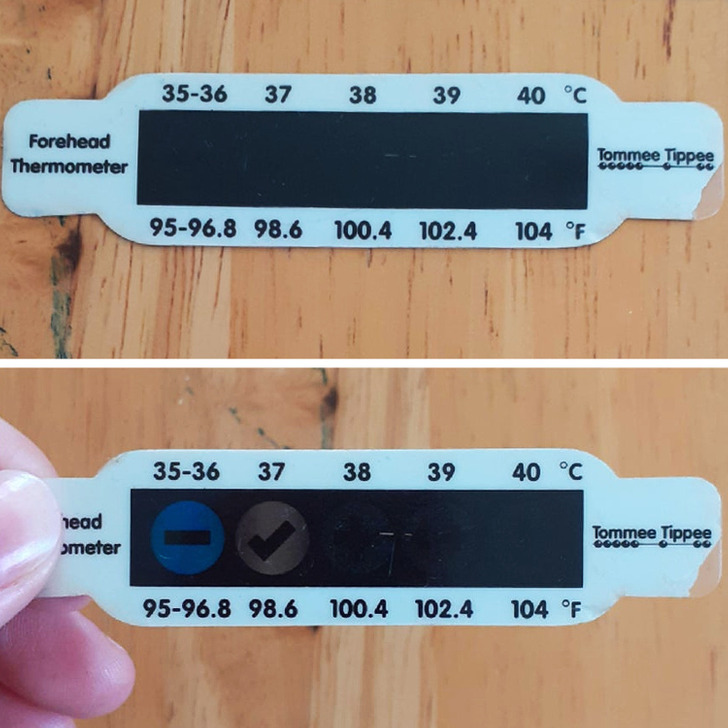 35-36 37 38 39 40 °C
Forehead
Thermometer
Tommee Tippee
95-96.8 98.6 100.4 102.4 104 °F
35-36 37 38 39 40 °C
head
ometer
Tommee Tippee
95-96.8 98.6 100.4 102.4 104 °F